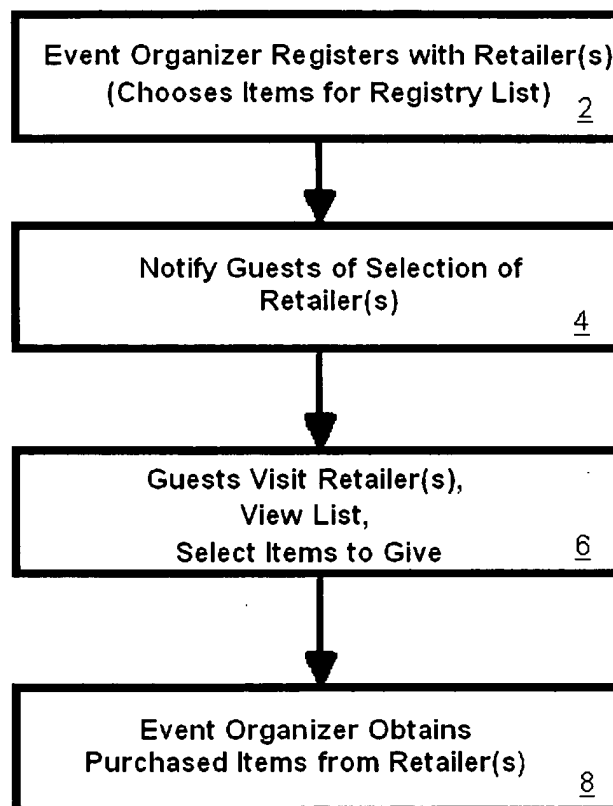 Event Organizer Registers with Retailer(s)
(Chooses Items for Registry List)
2
Notify Guests of Selection of
Retailer(s)
4
Guests Visit Retailer(s),
View List,
Select Items to Give
6
Event Organizer Obtains
Purchased Items from Retailer(s)
8